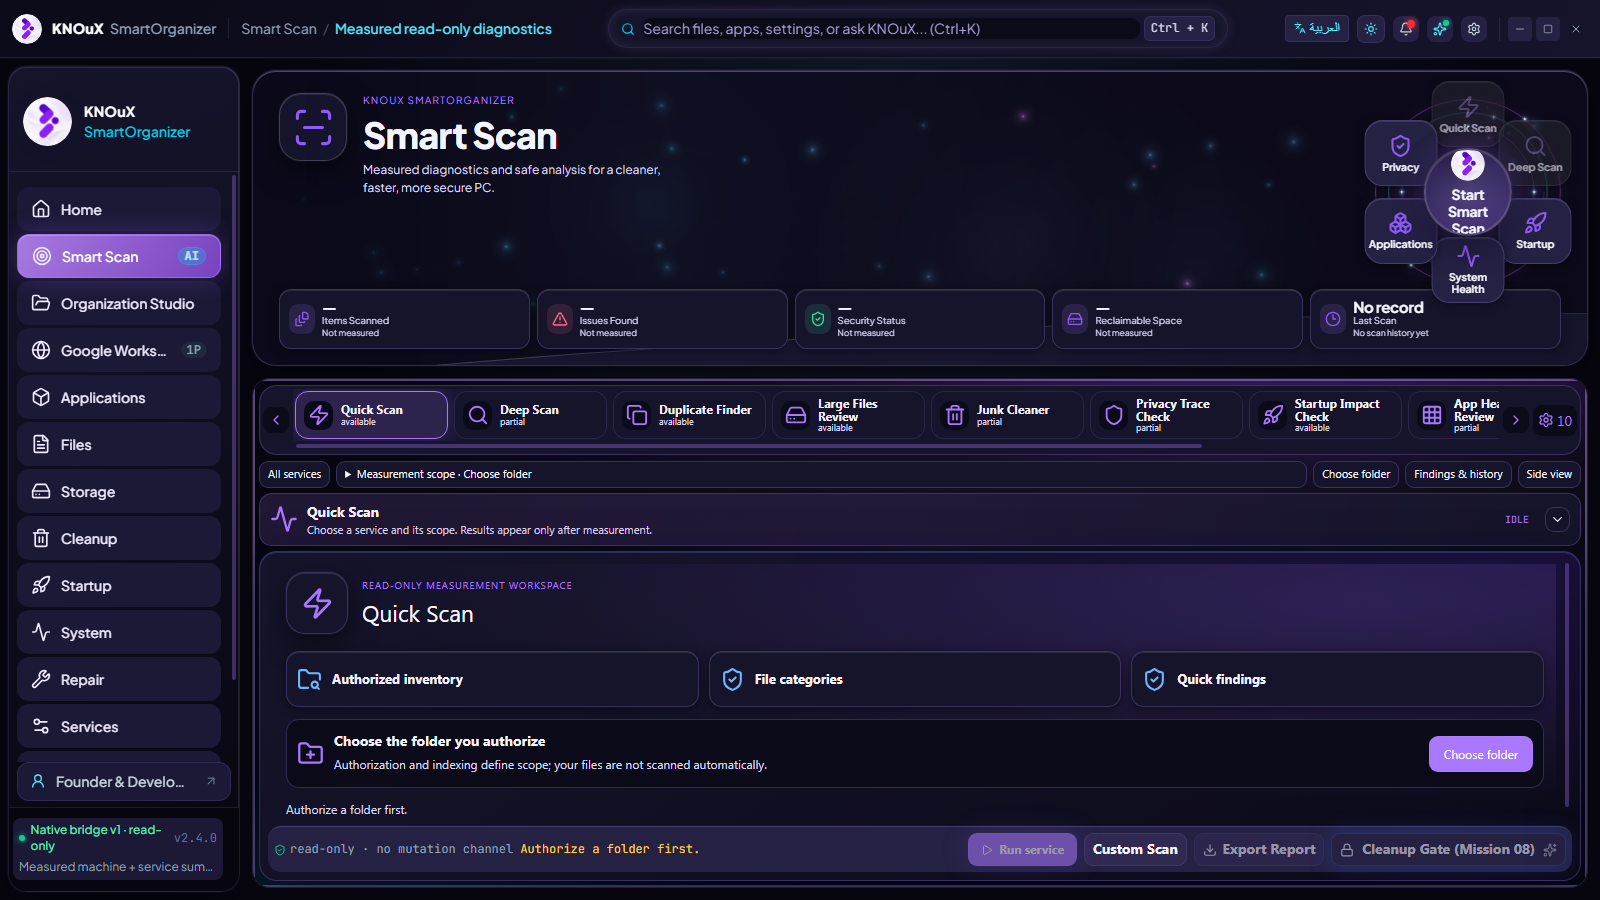 KNOuX SmartOrganizer
Smart Scan / Measured read-only diagnostics
Search files, apps, settings, or ask KNOuX... (Ctrl+K)
Ctrl + K
العربية
KNOuX
SmartOrganizer
Home
Smart Scan
AI
Organization Studio
Google Works...
1P
Applications
Files
Storage
Cleanup
Startup
System
Repair
Services
Founder & Develo...
Native bridge v1 · read-
only
v2.4.0
Measured machine + service sum...
KNOUX SMARTORGANIZER
Smart Scan
Measured diagnostics and safe analysis for a cleaner,
faster, more secure PC.
Quick Scan
Privacy
Deep Scan
Start
Smart
Scan
Applications
Startup
System
Health
—
Items Scanned
Not measured
—
Issues Found
Not measured
—
Security Status
Not measured
—
Reclaimable Space
Not measured
No record
Last Scan
No scan history yet
Quick Scan
available
Deep Scan
partial
Duplicate Finder
available
Large Files
Review
available
Junk Cleaner
partial
Privacy Trace
Check
partial
Startup Impact
Check
available
App Hea
Review
partial
10
All services
Measurement scope · Choose folder
Choose folder
Findings & history
Side view
Quick Scan
Choose a service and its scope. Results appear only after measurement.
IDLE
READ-ONLY MEASUREMENT WORKSPACE
Quick Scan
Authorized inventory
File categories
Quick findings
Choose the folder you authorize
Authorization and indexing define scope; your files are not scanned automatically.
Choose folder
Authorize a folder first.
read-only · no mutation channel Authorize a folder first.
Run service
Custom Scan
Export Report
Cleanup Gate (Mission 08)